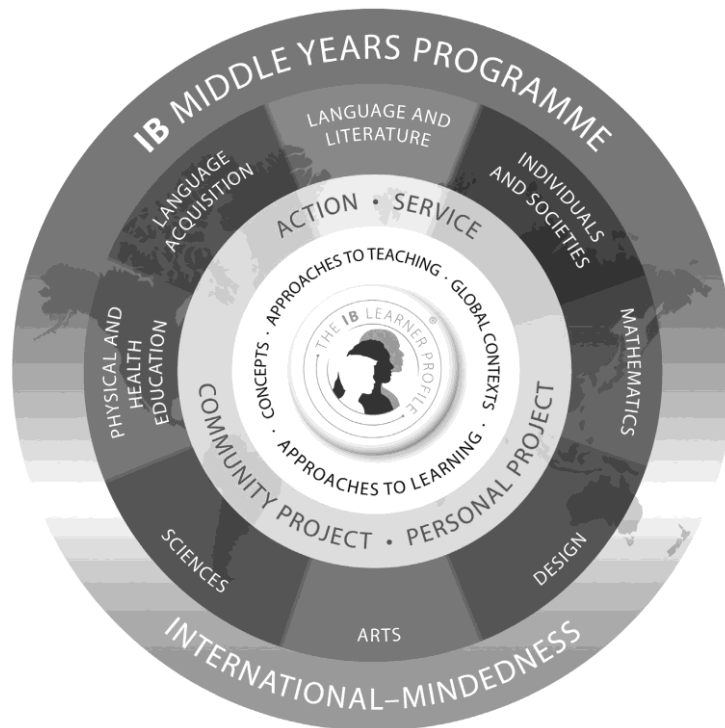 IB MIDDLE YEARS PROGRAMME
LANGUAGE AND
LITERATURE
INDIVIDUALS
AND SOCIETIES
MATHEMATICS
DESIGN
ARTS
SCIENCES
PHYSICAL AND
HEALTH
EDUCATION
LANGUAGE
ACQUISITION
ACTION · SERVICE
COMMUNITY PROJECT · PERSONAL PROJECT
APPROACHES TO TEACHING · GLOBAL CONTEXTS ·
APPROACHES TO LEARNING · CONCEPTS ·
· THE IB LEARNER PROFILE · ®
INTERNATIONAL–MINDEDNESS